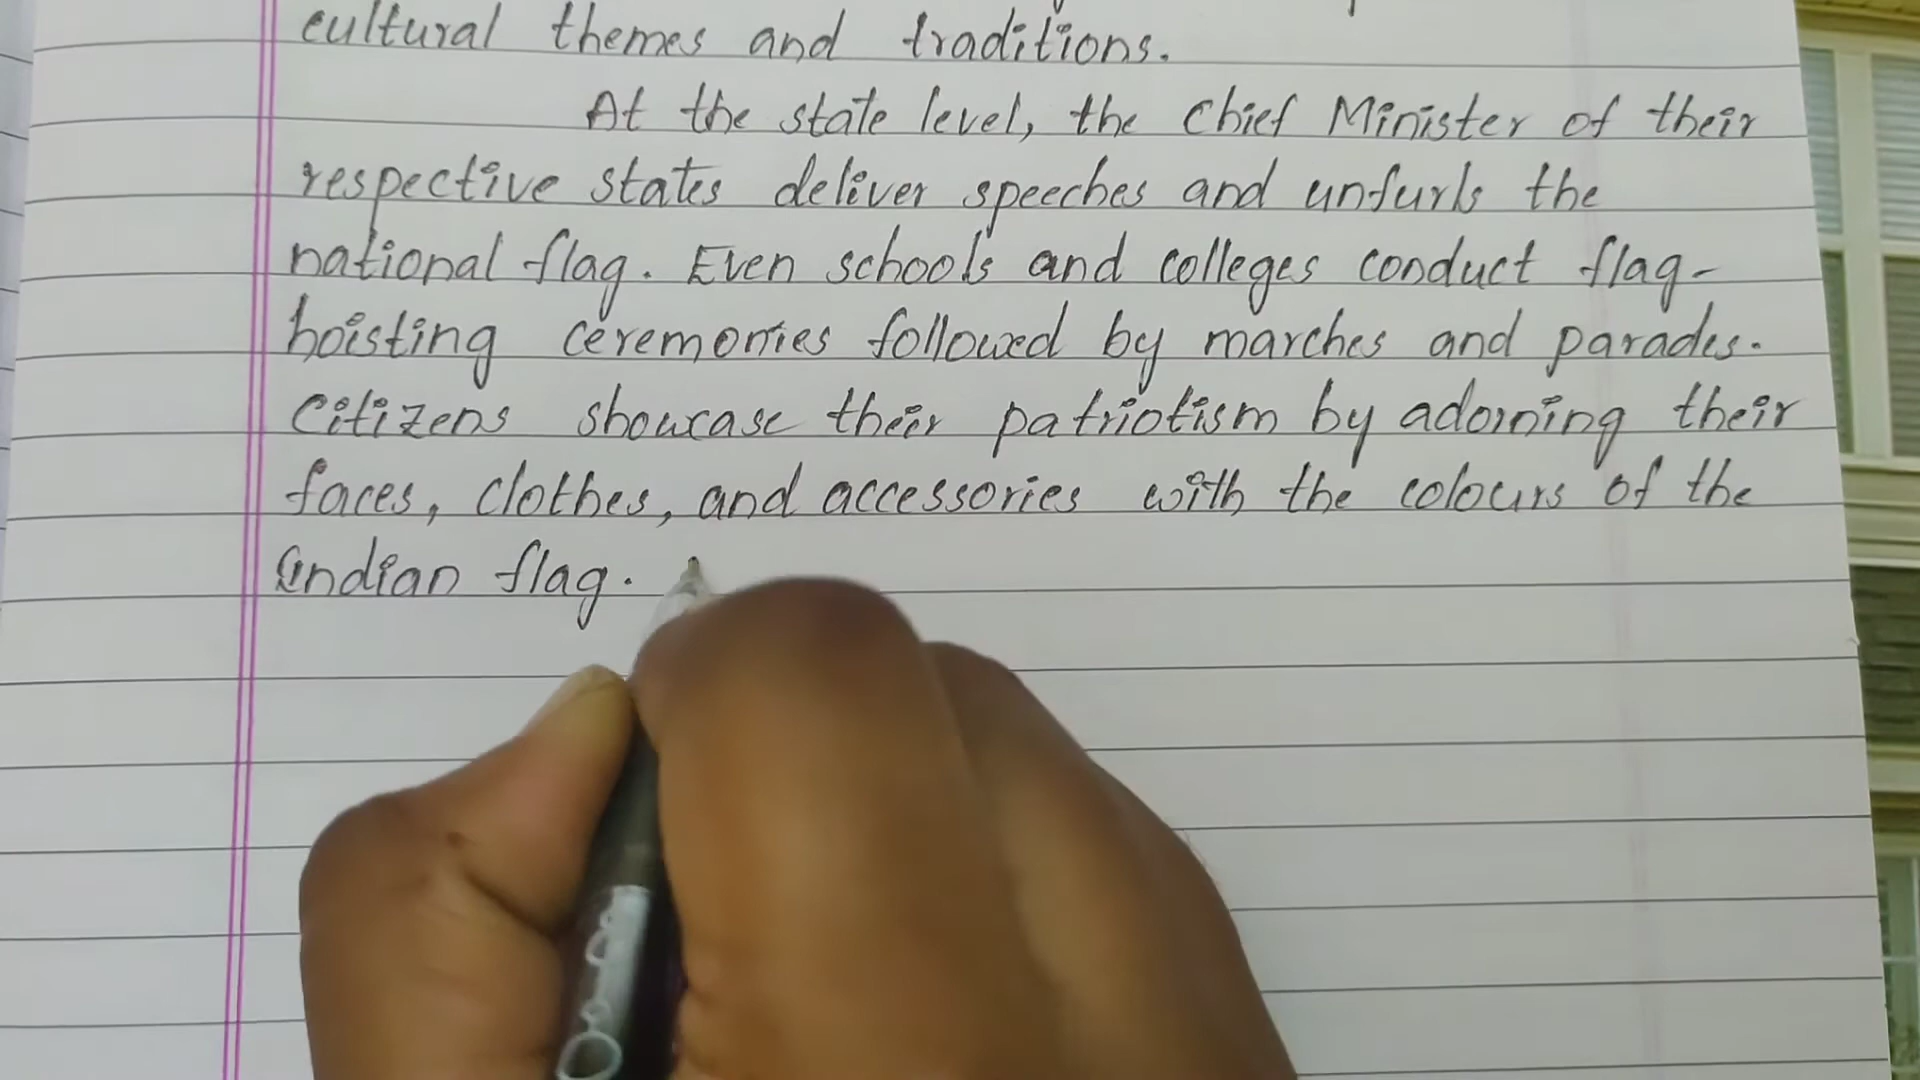 cultural themes and traditions.
At the state level, the Chief Minister of their
respective states deliver speeches and unfurls the
national flag. Even schools and colleges conduct flag-
hoisting ceremonies followed by marches and parades.
Citizens showcase their patriotism by adorning their
faces, clothes, and accessories with the colours of the
Indian flag.